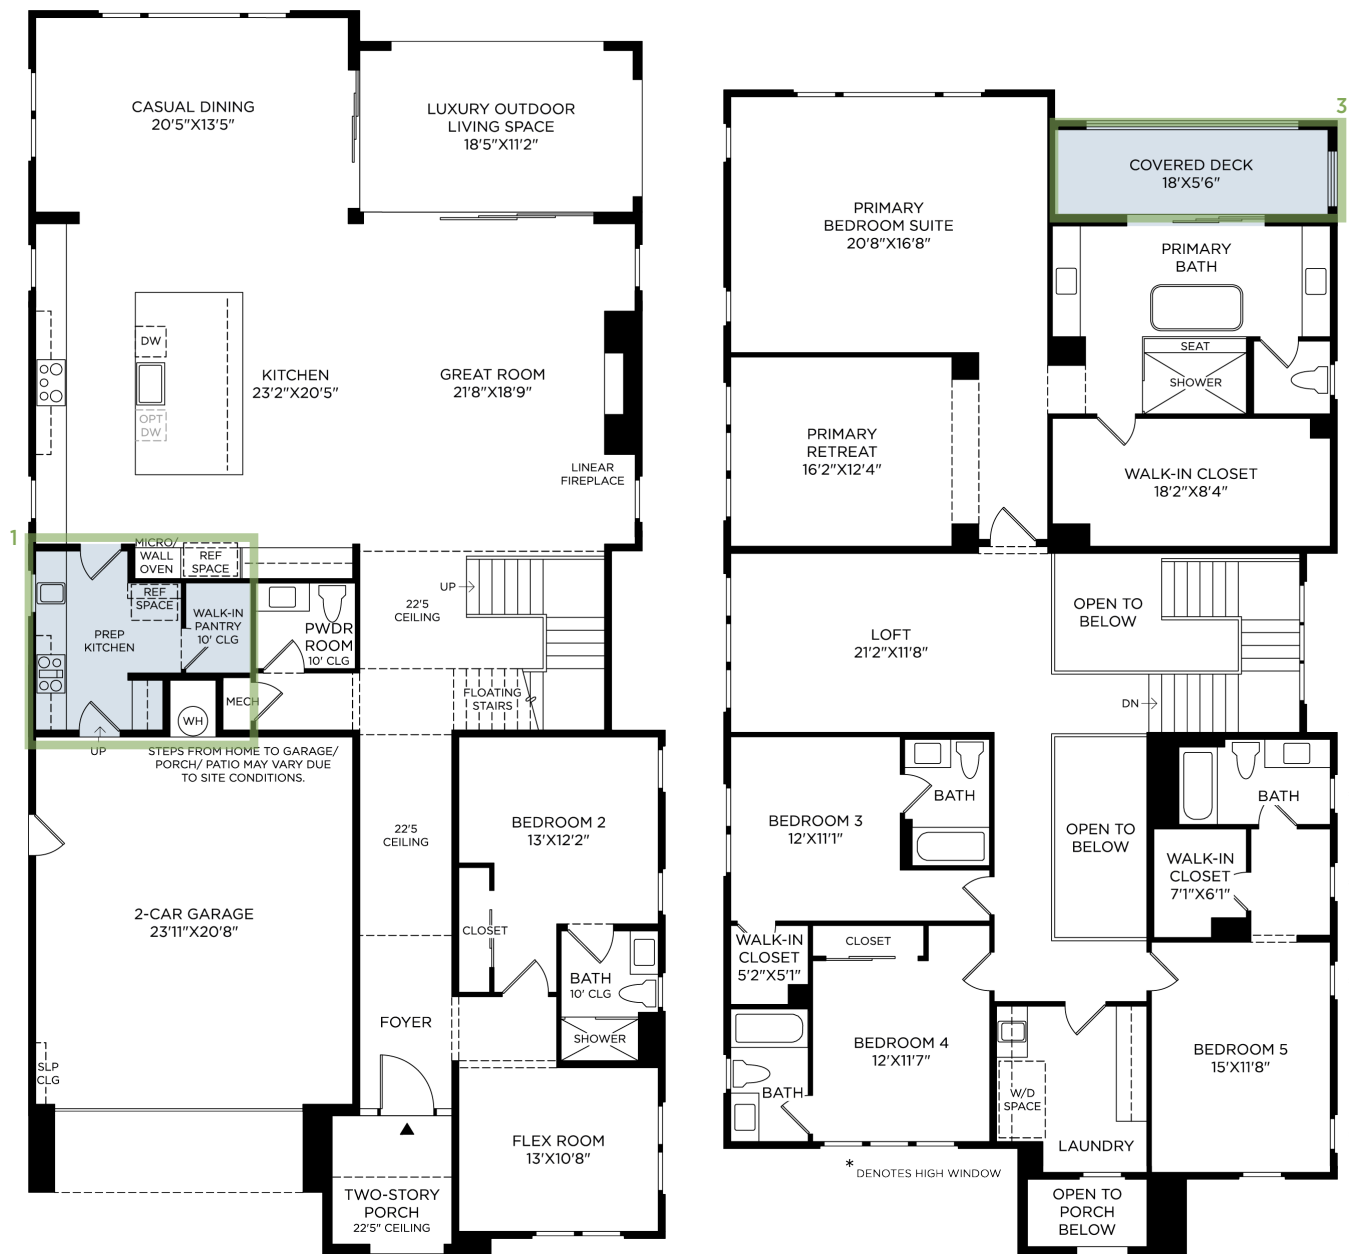 CASUAL DINING
20'5"X13'5"
LUXURY OUTDOOR
LIVING SPACE
18'5"X11'2"
DW
OPT
DW
KITCHEN
23'2"X20'5"
GREAT ROOM
21'8"X18'9"
LINEAR
FIREPLACE
1
MICRO/
WALL
OVEN
REF
SPACE
REF
SPACE
PREP
KITCHEN
WALK-IN
PANTRY
10' CLG
PWDR
ROOM
10' CLG
22'5
CEILING
UP
FLOATING
STAIRS
MECH
WH
UP
STEPS FROM HOME TO GARAGE/
PORCH/ PATIO MAY VARY DUE
TO SITE CONDITIONS.
22'5
CEILING
BEDROOM 2
13'X12'2"
2-CAR GARAGE
23'11"X20'8"
CLOSET
BATH
10' CLG
SHOWER
FOYER
SLP
CLG
FLEX ROOM
13'X10'8"
TWO-STORY
PORCH
22'5" CEILING
3
COVERED DECK
18'X5'6"
PRIMARY
BEDROOM SUITE
20'8"X16'8"
PRIMARY
BATH
SEAT
SHOWER
PRIMARY
RETREAT
16'2"X12'4"
WALK-IN CLOSET
18'2"X8'4"
LOFT
21'2"X11'8"
OPEN TO
BELOW
DN
BEDROOM 3
12'X11'1"
BATH
OPEN TO
BELOW
BATH
WALK-IN
CLOSET
7'1"X6'1"
WALK-IN
CLOSET
5'2"X5'1"
CLOSET
BEDROOM 4
12'X11'7"
BATH
W/D
SPACE
LAUNDRY
BEDROOM 5
15'X11'8"
* DENOTES HIGH WINDOW
OPEN TO
PORCH
BELOW